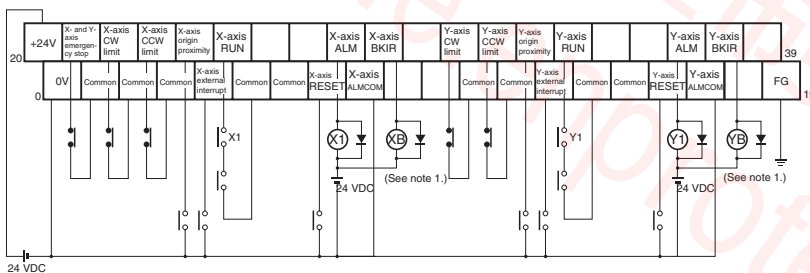 X- and Y-
axis
emergen-
cy stop
X-axis
CW
limit
X-axis
CCW
limit
X-axis
origin
proximity
X-axis
RUN
X-axis
ALM
X-axis
BKIR
Y-axis
CW
limit
Y-axis
CCW
limit
Y-axis
origin
proximity
Y-axis
RUN
Y-axis
ALM
Y-axis
BKIR
+24V
20
39
0V
Common
Common
Common
X-axis
external
interrupt
Common
Common
X-axis
RESET
X-axis
ALMCOM
Common
Common
Y-axis
external
interrupt
Common
Common
Y-axis
RESET
Y-axis
ALMCOM
FG
0
X1
X1
XB
Y1
Y1
YB
(See note 1.)
(See note 1.)
24 VDC
24 VDC
24 VDC